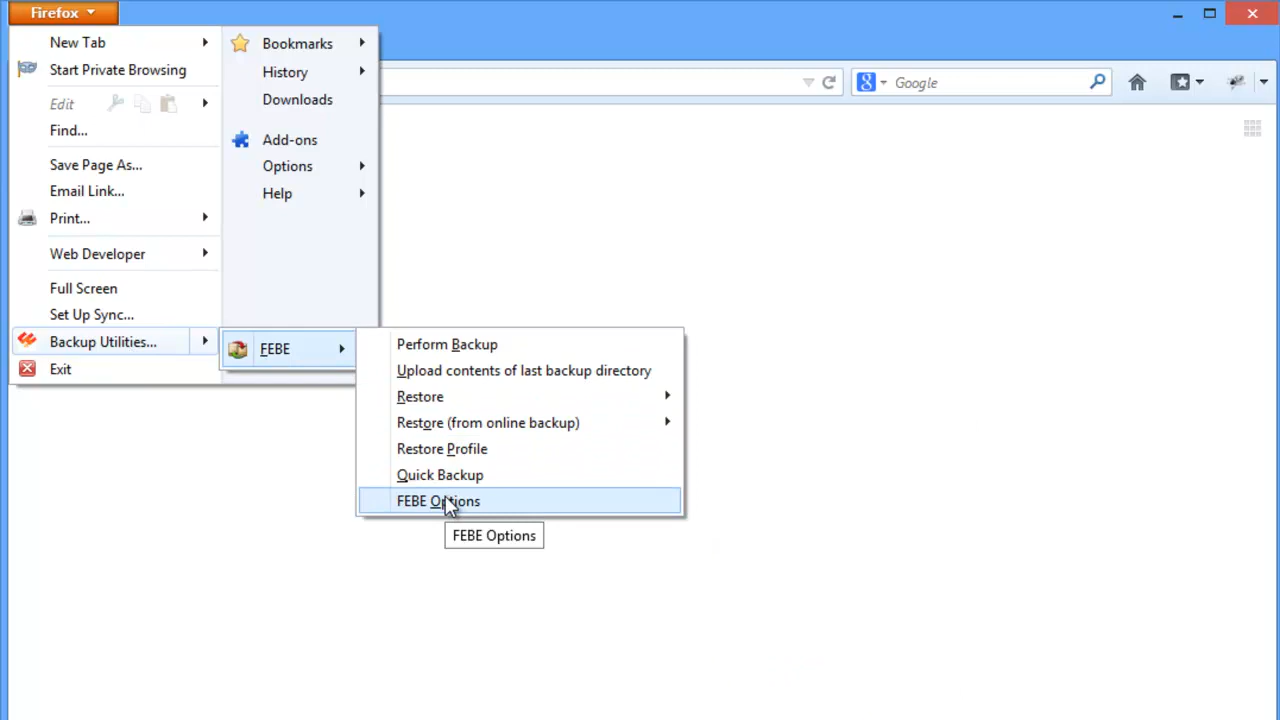 Firefox
New Tab
Start Private Browsing
Edit
Find...
Save Page As...
Email Link...
Print...
Web Developer
Full Screen
Set Up Sync...
Backup Utilities...
Exit
Bookmarks
History
Downloads
Add-ons
Options
Help
FEBE
Perform Backup
Upload contents of last backup directory
Restore
Restore (from online backup)
Restore Profile
Quick Backup
FEBE Options
FEBE Options
8
Google